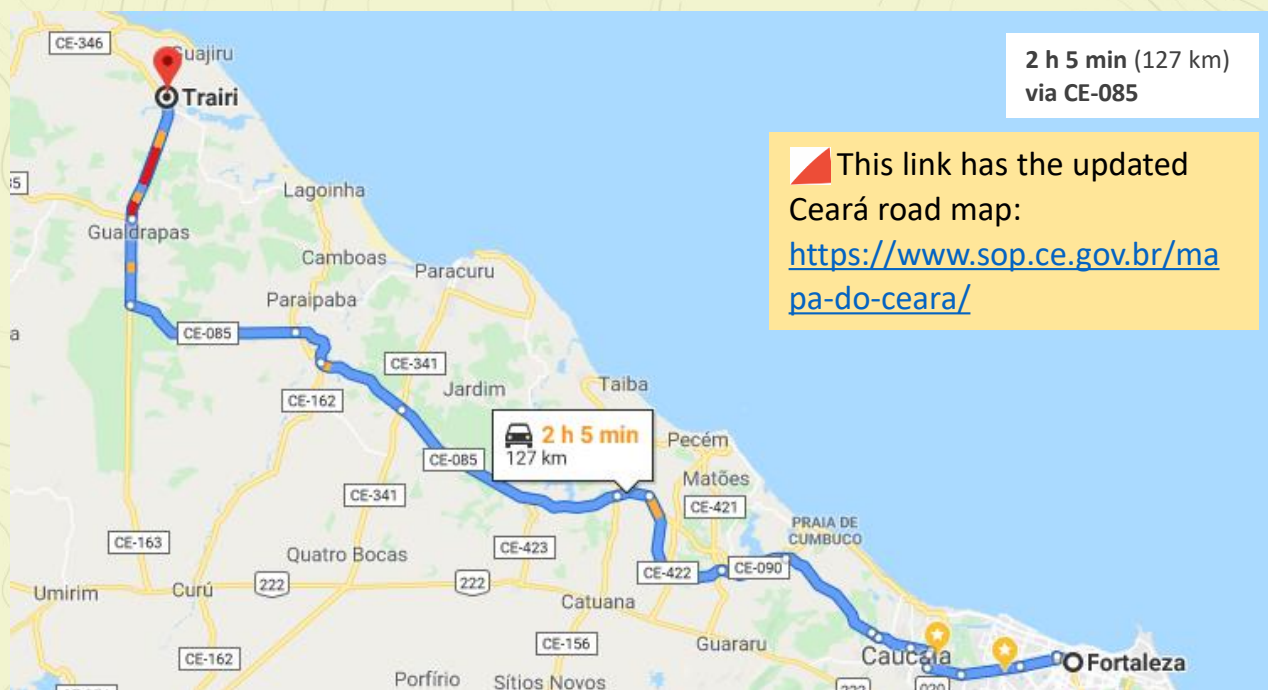 CE-346
Guajiru
Trairi
2 h 5 min (127 km)
via CE-085
This link has the updated
Ceará road map:
https://www.sop.ce.gov.br/ma
pa-do-ceara/
Lagoinha
Gualdrapas
Camboas
Paracuru
Paraipaba
CE-085
CE-341
Taiba
Jardim
CE-162
2 h 5 min
127 km
Pecém
CE-085
Matões
CE-341
CE-421
PRAIA DE
CUMBUCO
CE-163
CE-423
Quatro Bocas
CE-090
CE-422
222
222
Umirim
Curú
Catuana
CE-156
Guararu
CE-162
Caucaia
Fortaleza
Porfírio
Sítios Novos
222
020